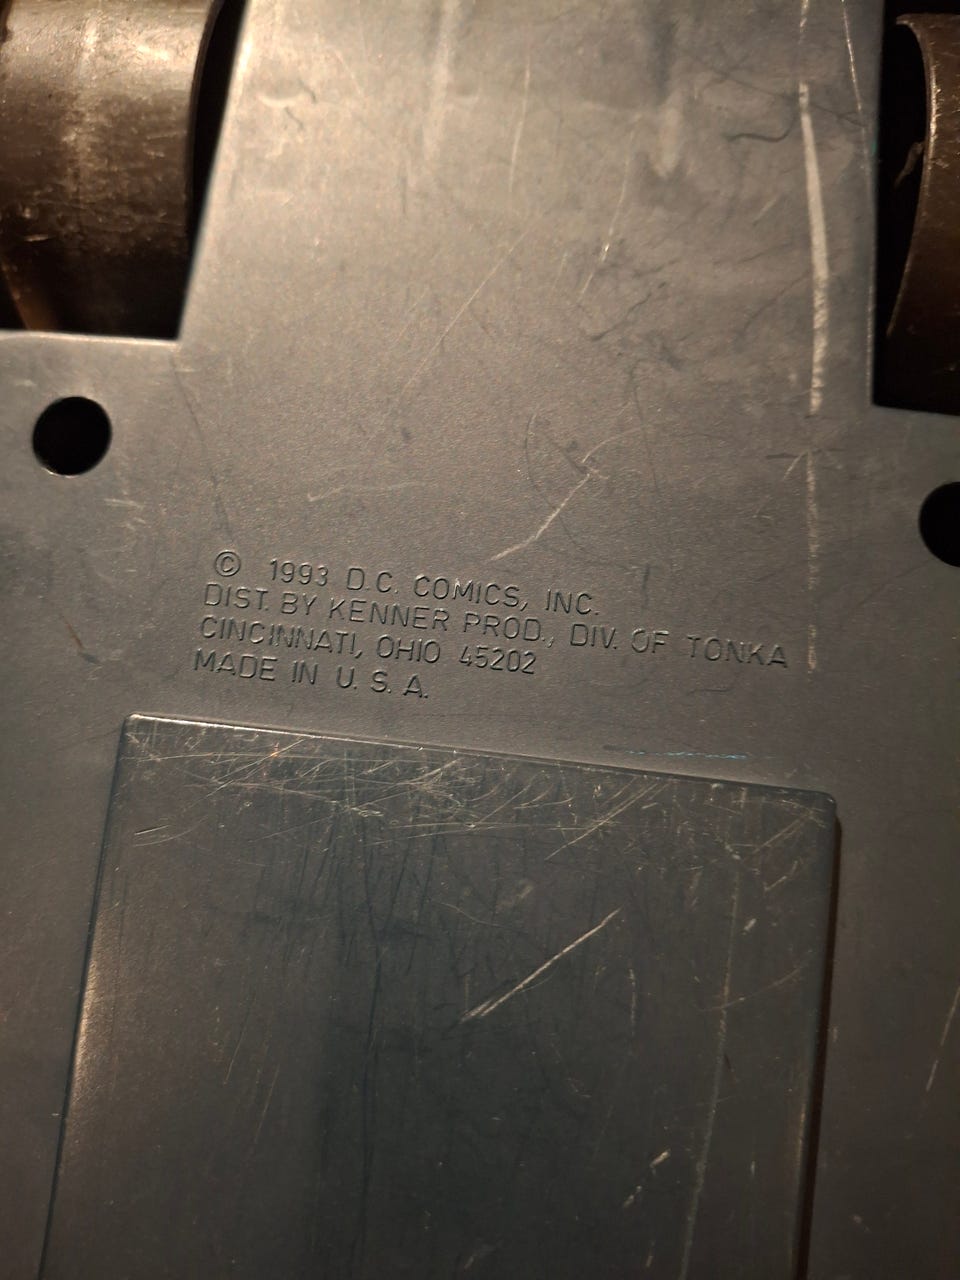 © 1993 D.C. COMICS, INC.
DIST. BY KENNER PROD., DIV. OF TONKA
CINCINNATI, OHIO 45202
MADE IN U. S. A.